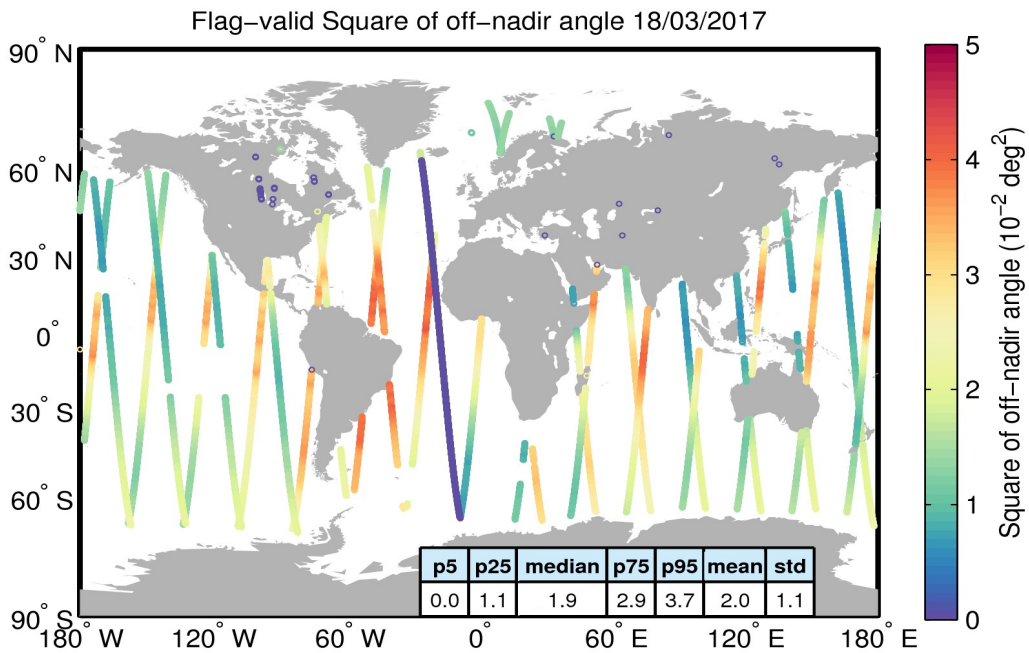 Flag-valid Square of off-nadir angle 18/03/2017
90° N
60° N
30° N
0°
30° S
60° S
90° S
180° W
120° W
60° W
0°
60° E
120° E
180° E
p5 p25 median p75 p95 mean std
0.0 1.1 1.9 2.9 3.7 2.0 1.1
5
4
3
2
1
0
Square of off-nadir angle (10⁻² deg²)